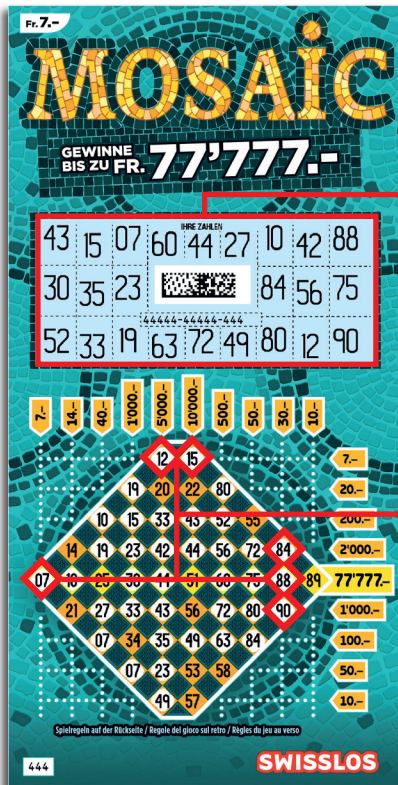 Fr. 7.-
MOSAIC
GEWINNE
BIS ZU FR. 77'777.-
IHRE ZAHLEN
43 15 07 60 44 27 10 42 88
30 35 23 84 56 75
44444-44444-444
52 33 19 63 72 49 80 12 90
7.- 14.- 40.- 1'000.- 5'000.- 10'000.- 500.- 50.- 30.- 10.-
12 15 7.-
19 20 22 80 20.-
10 15 33 43 52 55 200.-
14 19 23 42 44 56 72 84 2'000.-
07 25 44 75 88 89 77'777.-
21 27 33 43 56 72 80 90 1'000.-
07 34 35 49 63 84 100.-
07 23 53 58 50.-
49 57 10.-
Spielregeln auf der Rückseite / Regole del gioco sul retro / Règles du jeu au verso
444
SWISSLOS